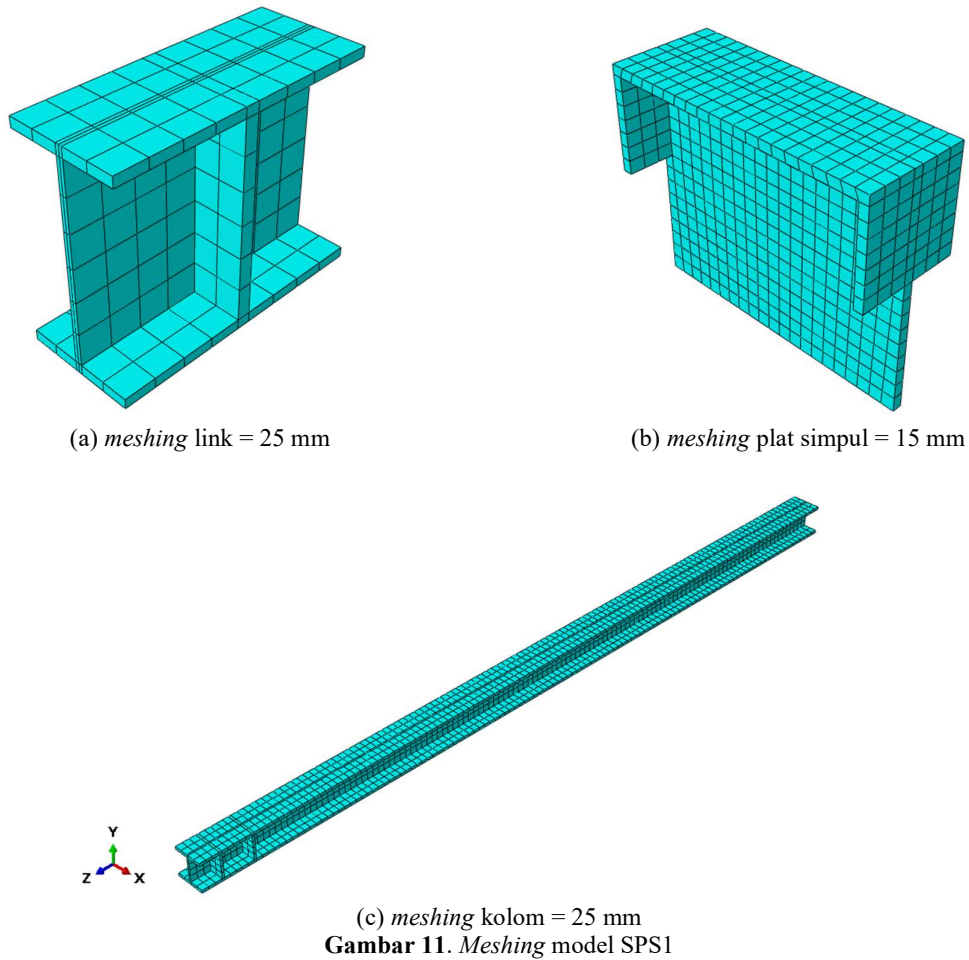 (a) meshing link = 25 mm
(b) meshing plat simpul = 15 mm
Y
Z
X
(c) meshing kolom = 25 mm
Gambar 11. Meshing model SPS1